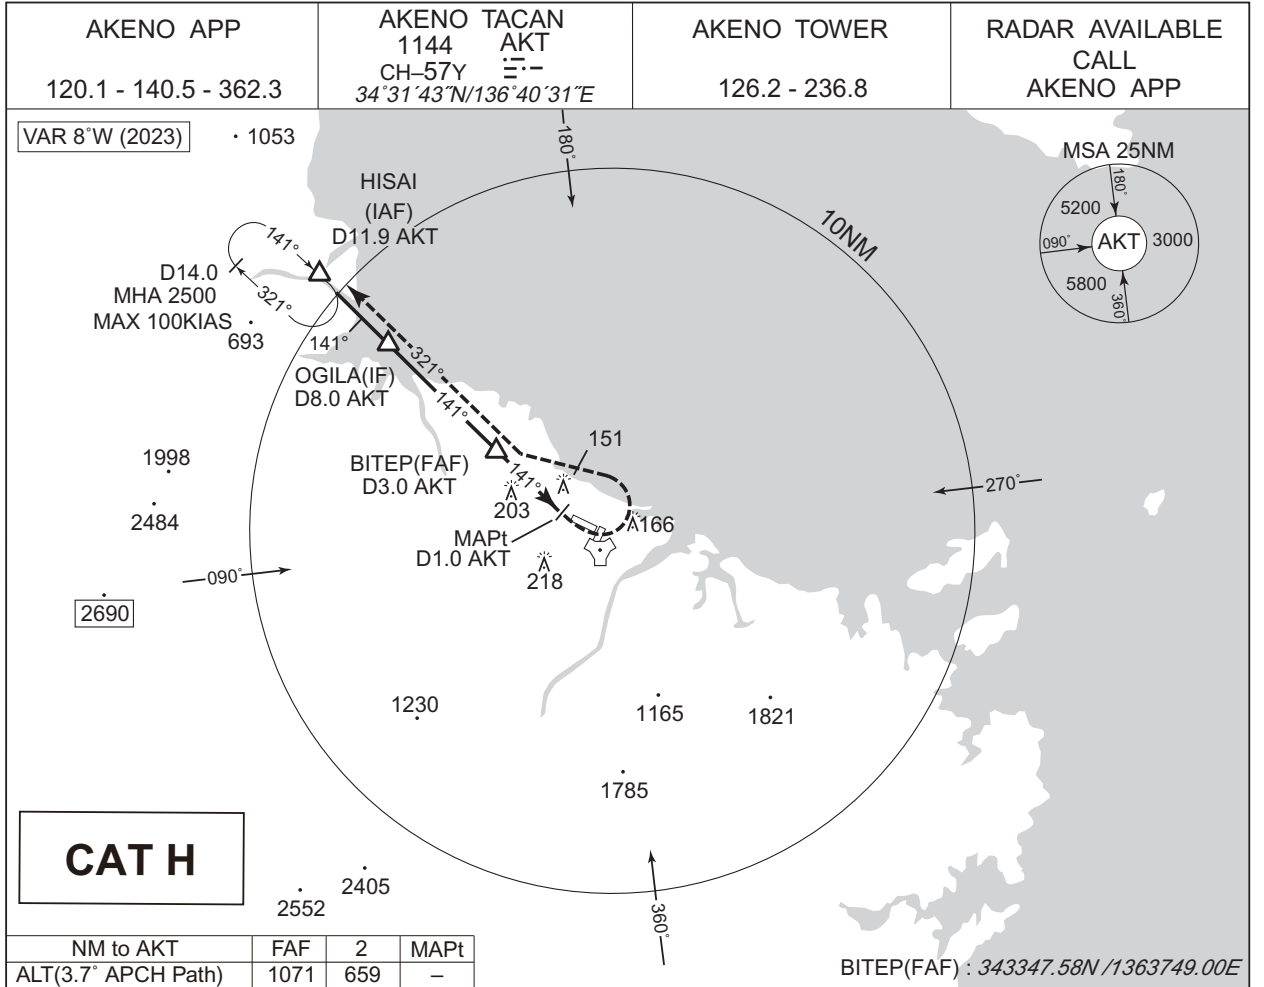 AKENO APP
120.1 - 140.5 - 362.3
AKENO TACAN
1144 AKT
CH–57Y
34°31´43˝N/136°40´31˝E
AKENO TOWER
126.2 - 236.8
RADAR AVAILABLE
CALL
AKENO APP
VAR 8°W (2023)
1053
180°
MSA 25NM
180°
5200
090°
AKT
3000
5800
360°
HISAI
(IAF)
D11.9 AKT
10NM
141°
D14.0
MHA 2500
MAX 100KIAS
321°
693
141°
321°
OGILA(IF)
D8.0 AKT
141°
151
1998
BITEP(FAF)
D3.0 AKT
141°
270°
2484
203
166
MAPt
D1.0 AKT
218
090°
2690
1230
1165
1821
1785
CAT H
2405
2552
360°
NM to AKT FAF 2 MAPt
ALT(3.7° APCH Path) 1071 659 –
BITEP(FAF) : 343347.58N /1363749.00E